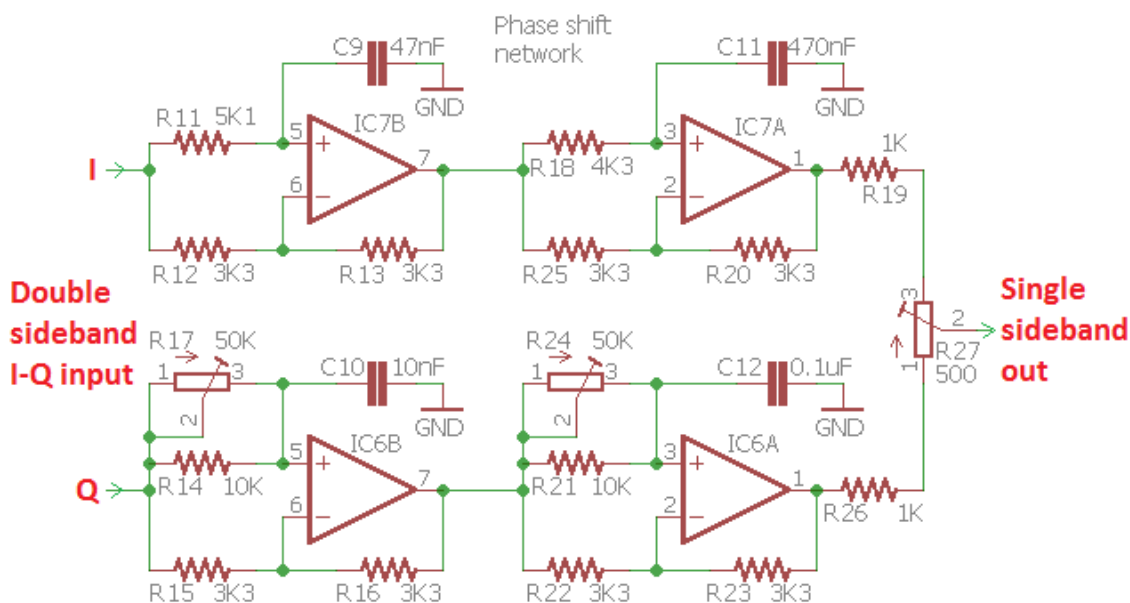 Phase shift
network
C9 47nF
GND
C11 470nF
GND
R11 5K1
5
+
IC7B
7
6
−
R12 3K3
R13 3K3
I
R18 4K3
3
+
IC7A
1
2
−
R25 3K3
R20 3K3
1K
R19
Double
sideband
I-Q input
3
2
1
R27
500
Single
sideband
out
R17 50K
1
3
2
C10 10nF
GND
R14 10K
5
+
IC6B
7
6
−
R15 3K3
R16 3K3
Q
R24 50K
1
3
2
C12 0.1uF
GND
R21 10K
3
+
IC6A
1
2
−
R22 3K3
R23 3K3
R26 1K